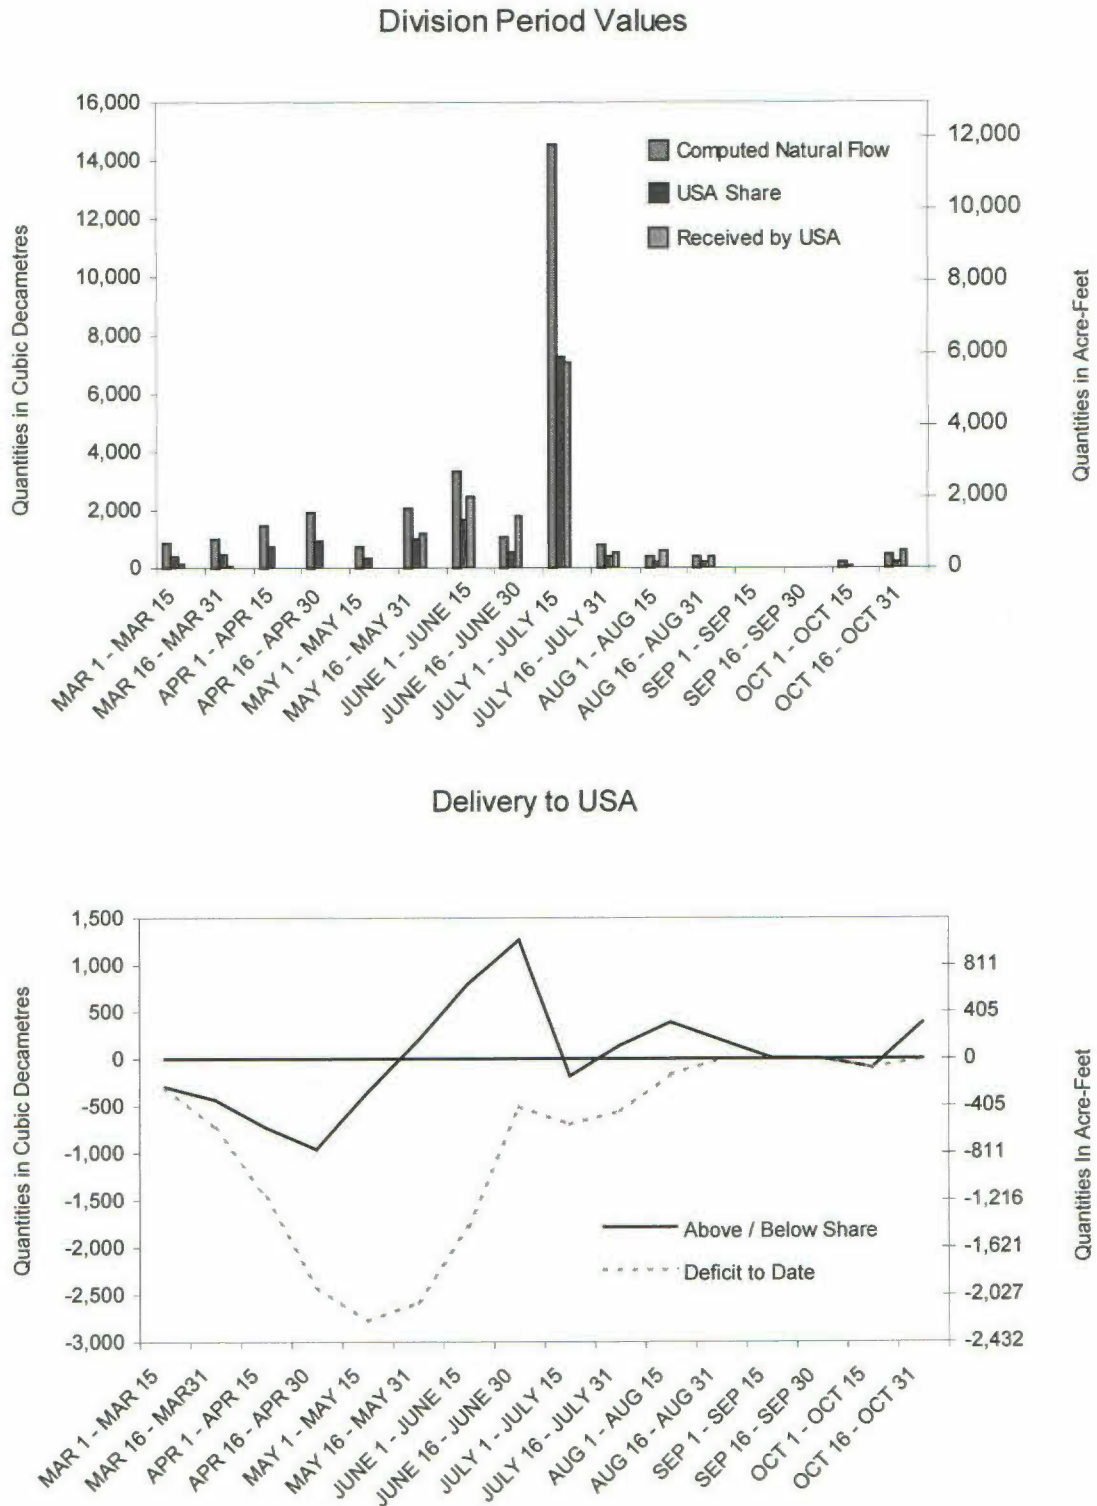 Division Period Values
16,000
14,000
12,000
10,000
8,000
6,000
4,000
2,000
0
Quantities in Cubic Decametres
Computed Natural Flow
USA Share
Received by USA
12,000
10,000
8,000
6,000
4,000
2,000
0
Quantities in Acre-Feet
MAR 1 - MAR 15
MAR 16 - MAR 31
APR 1 - APR 15
APR 16 - APR 30
MAY 1 - MAY 15
MAY 16 - MAY 31
JUNE 1 - JUNE 15
JUNE 16 - JUNE 30
JULY 1 - JULY 15
JULY 16 - JULY 31
AUG 1 - AUG 15
AUG 16 - AUG 31
SEP 1 - SEP 15
SEP 16 - SEP 30
OCT 1 - OCT 15
OCT 16 - OCT 31
Delivery to USA
1,500
1,000
500
0
-500
-1,000
-1,500
-2,000
-2,500
-3,000
Quantities in Cubic Decametres
Above / Below Share
Deficit to Date
811
405
0
-405
-811
-1,216
-1,621
-2,027
-2,432
Quantities In Acre-Feet
MAR 1 - MAR 15
MAR 16 - MAR31
APR 1 - APR 15
APR 16 - APR 30
MAY 1 - MAY 15
MAY 16 - MAY 31
JUNE 1 - JUNE 15
JUNE 16 - JUNE 30
JULY 1 - JULY 15
JULY 16 - JULY 31
AUG 1 - AUG 15
AUG 16 - AUG 31
SEP 1 - SEP 15
SEP 16 - SEP 30
OCT 1 - OCT 15
OCT 16 - OCT 31